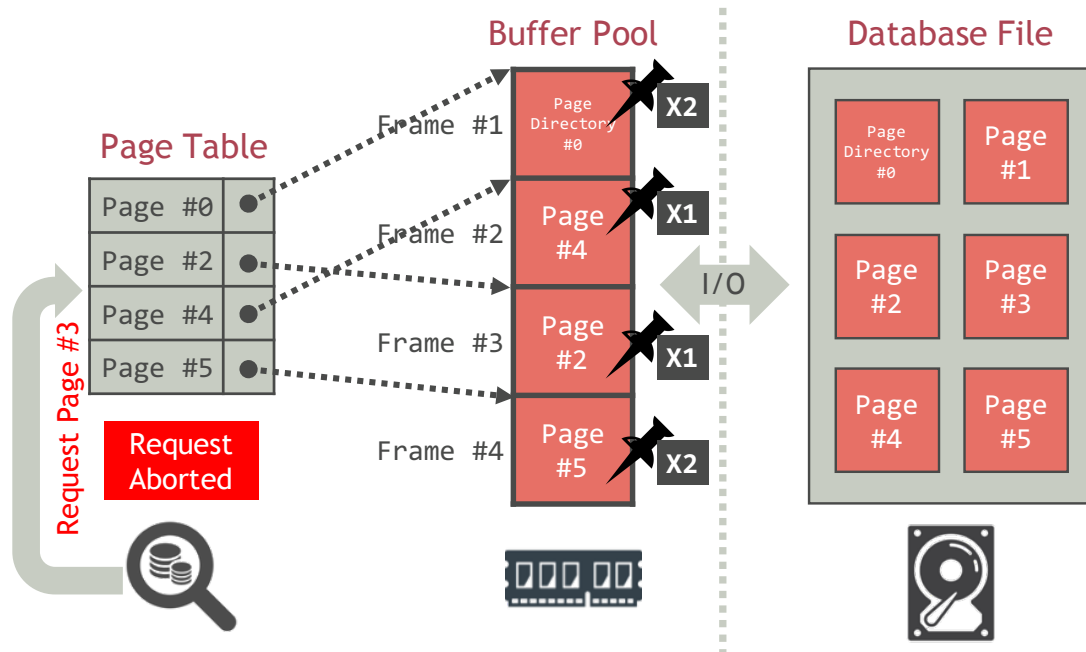 Buffer Pool
Database File
Page Table
Page #0
Page #2
Page #4
Page #5
Request Page #3
Request
Aborted
Frame #1
Frame #2
Frame #3
Frame #4
Page
Directory
#0
X2
Page
#4
X1
Page
#2
X1
Page
#5
X2
I/O
Page
Directory
#0
Page
#1
Page
#2
Page
#3
Page
#4
Page
#5